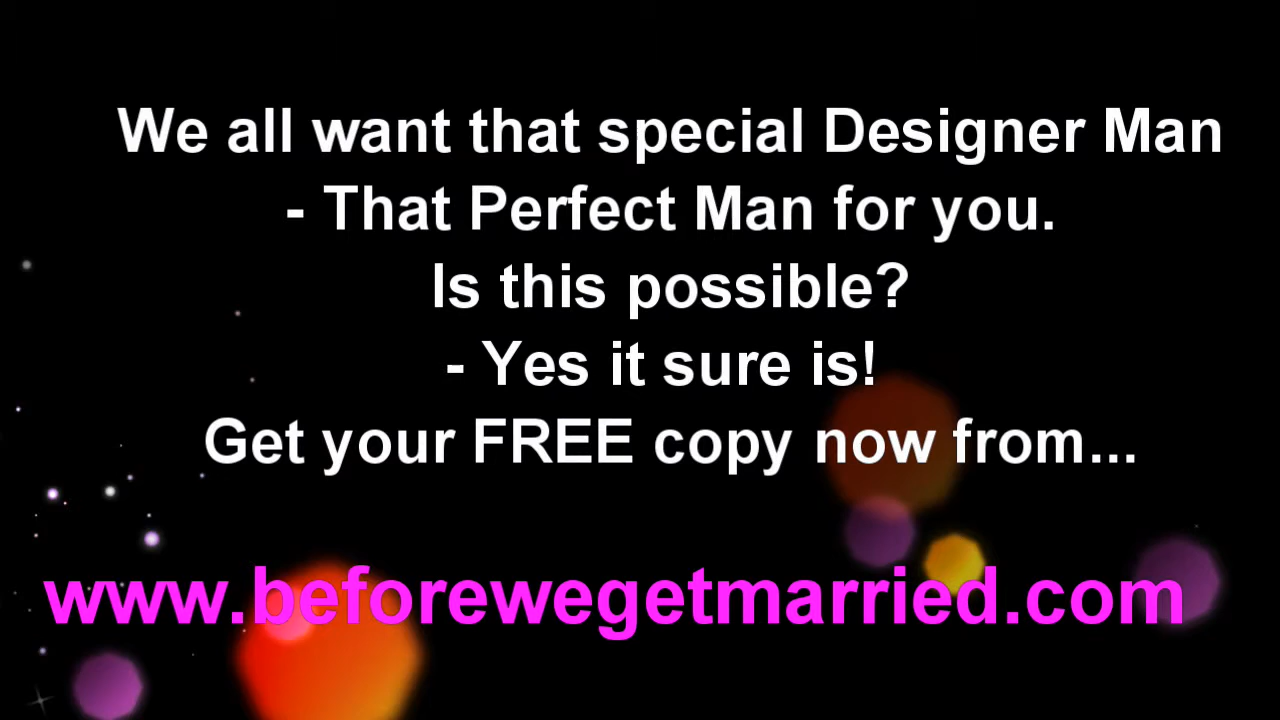 We all want that special Designer Man
- That Perfect Man for you.
Is this possible?
- Yes it sure is!
Get your FREE copy now from...
www.beforewegetmarried.com